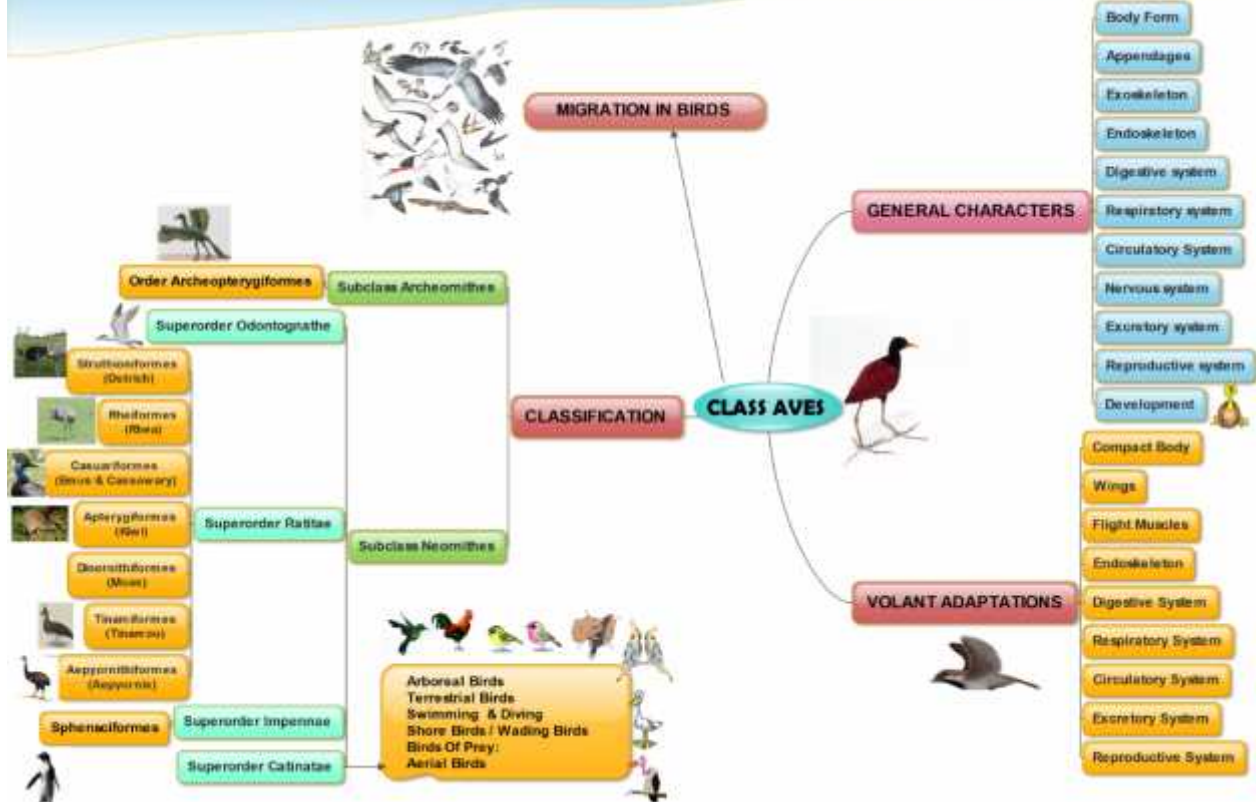 MIGRATION IN BIRDS
GENERAL CHARACTERS
Body Form
Appendages
Exoskeleton
Endoskeleton
Digestive system
Respiratory system
Circulatory System
Nervous system
Excretory system
Reproductive system
Development
CLASS AVES
CLASSIFICATION
Subclass Archeornithes
Order Archeopterygiformes
Subclass Neornithes
Superorder Odontognathe
Superorder Ratitae
Struthioniformes
(Ostrich)
Rheiformes
(Rhea)
Casuariformes
(Emus & Cassowary)
Apterygiformes
(Kiwi)
Dinornithiformes
(Moas)
Tinamiformes
(Tinamou)
Aepyornithiformes
(Aepyornis)
Superorder Impennae
Sphensciformes
Superorder Catinatae
Arboreal Birds
Terrestrial Birds
Swimming & Diving
Shore Birds / Wading Birds
Birds Of Prey:
Aerial Birds
VOLANT ADAPTATIONS
Compact Body
Wings
Flight Muscles
Endoskeleton
Digestive System
Respiratory System
Circulatory System
Excretory System
Reproductive System